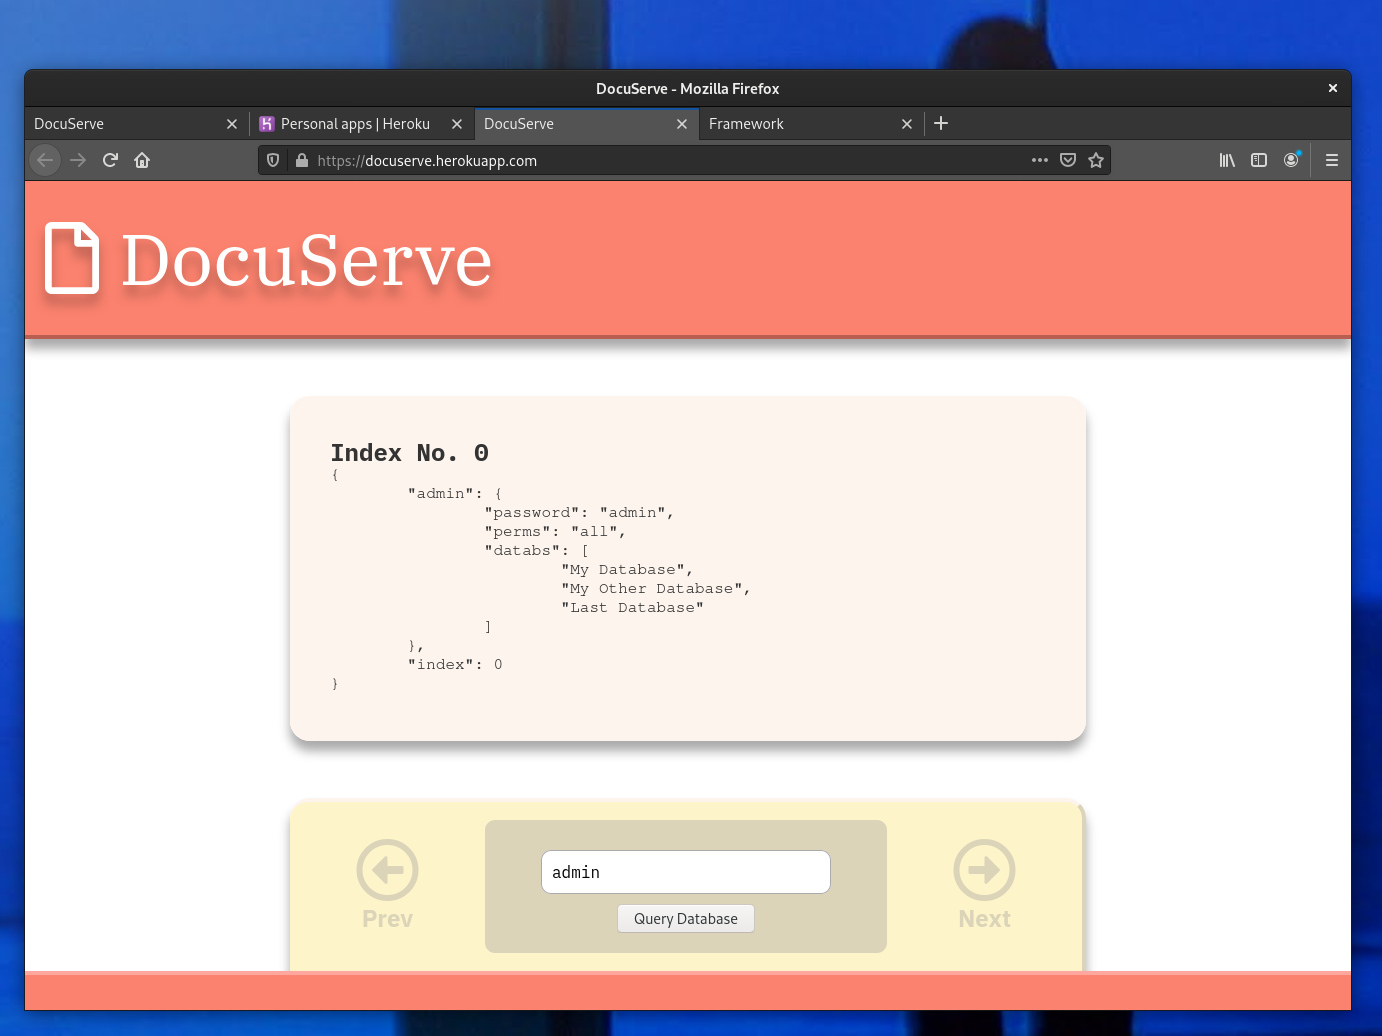 DocuServe - Mozilla Firefox
DocuServe
Personal apps | Heroku
DocuServe
Framework
https://docuserve.herokuapp.com
DocuServe
Index No. 0
{
"admin": {
"password": "admin",
"perms": "all",
"databs": [
"My Database",
"My Other Database",
"Last Database"
]
},
"index": 0
}
admin
Query Database
Prev
Next